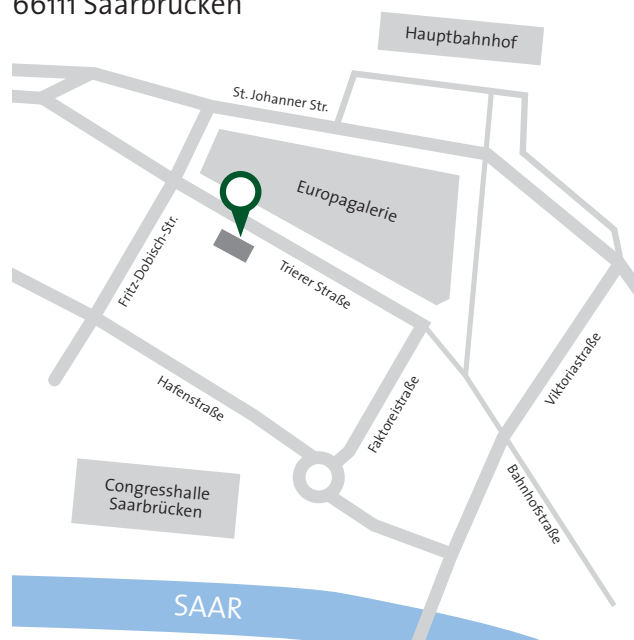 66111 Saarbrücken
Hauptbahnhof
St. Johanner Str.
Europagalerie
Fritz-Dobisch-Str.
Trierer Straße
Viktoriastraße
Hafenstraße
Faktoreistraße
Congresshalle
Saarbrücken
Bahnhofstraße
SAAR